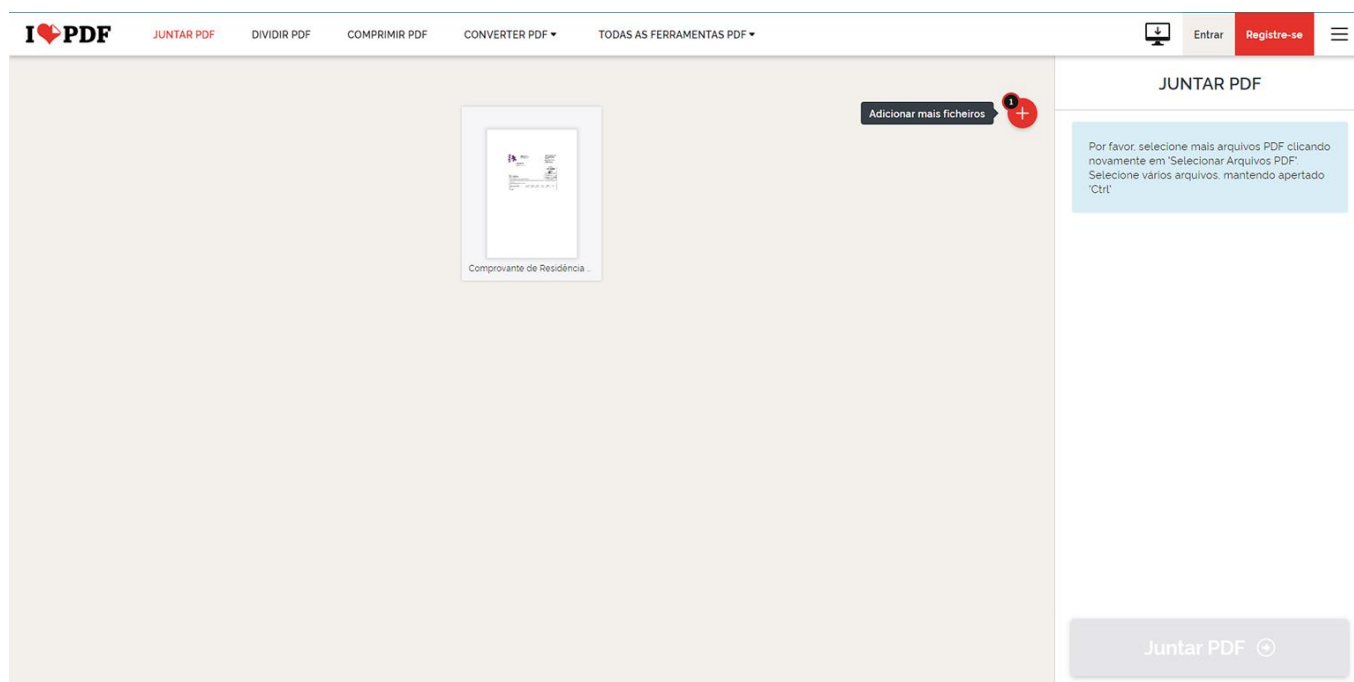 I PDF
JUNTAR PDF
DIVIDIR PDF
COMPRIMIR PDF
CONVERTER PDF
TODAS AS FERRAMENTAS PDF
Entrar
Registre-se
Adicionar mais ficheiros
1
Comprovante de Residência ...
JUNTAR PDF
Por favor, selecione mais arquivos PDF clicando
novamente em 'Selecionar Arquivos PDF'.
Selecione vários arquivos, mantendo apertado
'Ctrl'
Juntar PDF